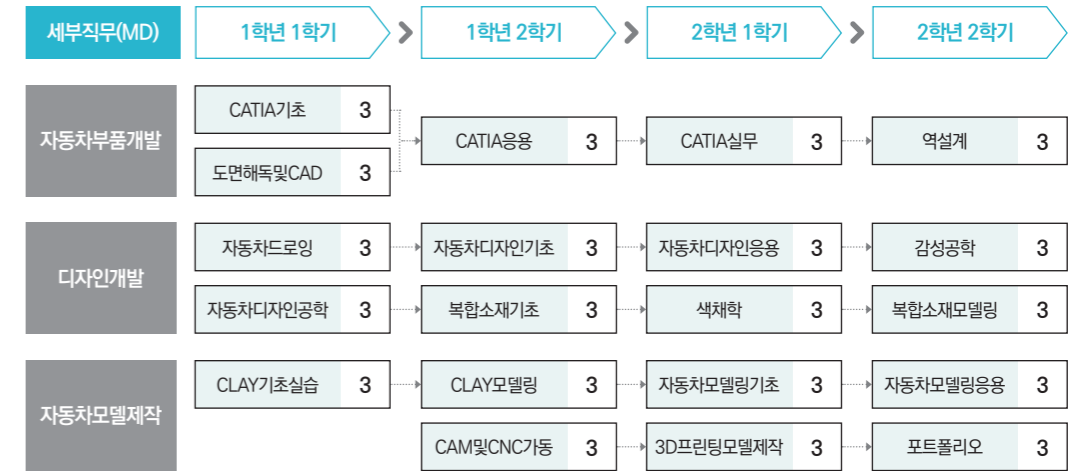 세부직무(MD) 1학년 1학기 1학년 2학기 2학년 1학기 2학년 2학기
자동차부품개발
CATIA기초 3
도면해독및CAD 3
CATIA응용 3 CATIA실무 3 역설계 3
디자인개발
자동차드로잉 3 자동차디자인기초 3 자동차디자인응용 3 감성공학 3
자동차디자인공학 3 복합소재기초 3 색채학 3 복합소재모델링 3
자동차모델제작
CLAY기초실습 3 CLAY모델링 3 자동차모델링기초 3 자동차모델링응용 3
CAM및CNC가동 3 3D프린팅모델제작 3 포트폴리오 3